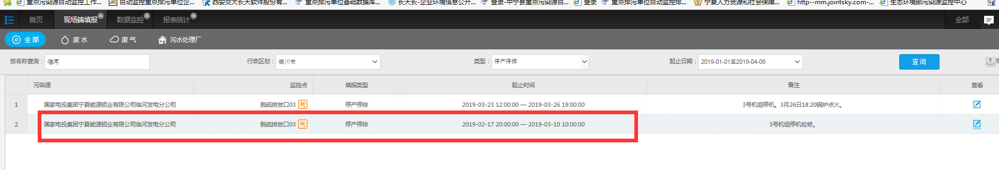 重点污染源自动监控工作... 自动监控重点排污单位企... 西安交大长天软件股份有... 重点排污单位基础数据库... 长天长-企业环境信息公开... 登录-中宁县重点污染源自... 登录 重点排污单位自动监控排... 宁夏人力资源和社会保障... http--mm.jointsky.com-... 生态环境部污染源监控中心
首页 现场端填报 数据监控 报表统计 全部
全部 废水 废气 污水处理厂
按名称查询: 临河 行政区划: 银川市 类型: 停产停排 起止日期: 2019-01-01至2019-04-08 查询
污染源 监控点 填报类型 起止时间 备注 查看
1 国家电投集团宁夏能源铝业有限公司临河发电分公司 脱硫排放口03 气 停产停排 2019-03-23 12:00:00 — 2019-03-26 19:00:00 3号机组停机。3月26日18:20锅炉点火。
2 国家电投集团宁夏能源铝业有限公司临河发电分公司 脱硫排放口03 气 停产停排 2019-02-17 20:00:00 — 2019-03-10 10:00:00 3号机组停机检修。